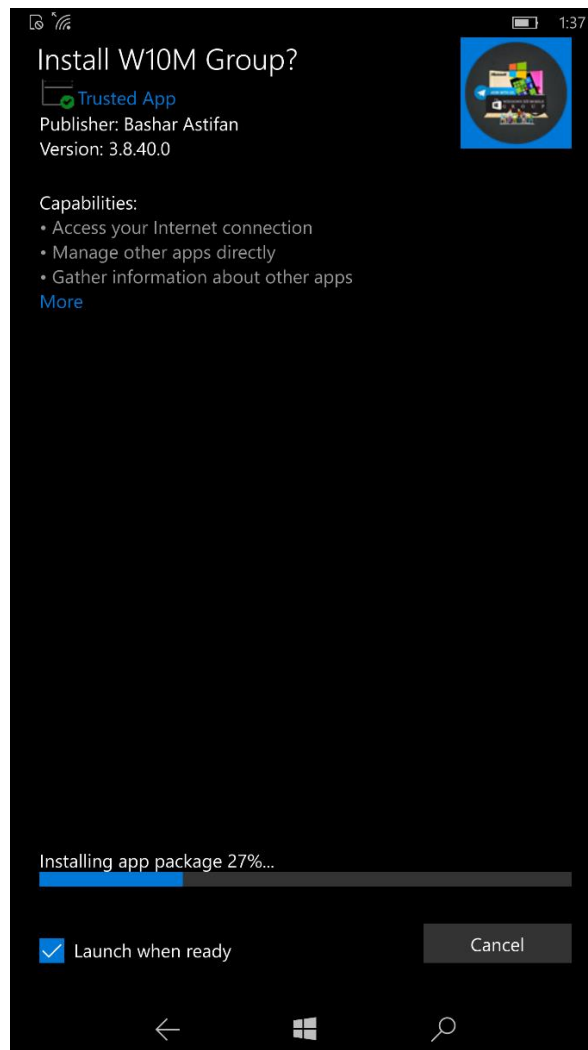 1:37
Install W10M Group?
Trusted App
Publisher: Bashar Astifan
Version: 3.8.40.0
Capabilities:
• Access your Internet connection
• Manage other apps directly
• Gather information about other apps
More
Installing app package 27%...
Launch when ready
Cancel